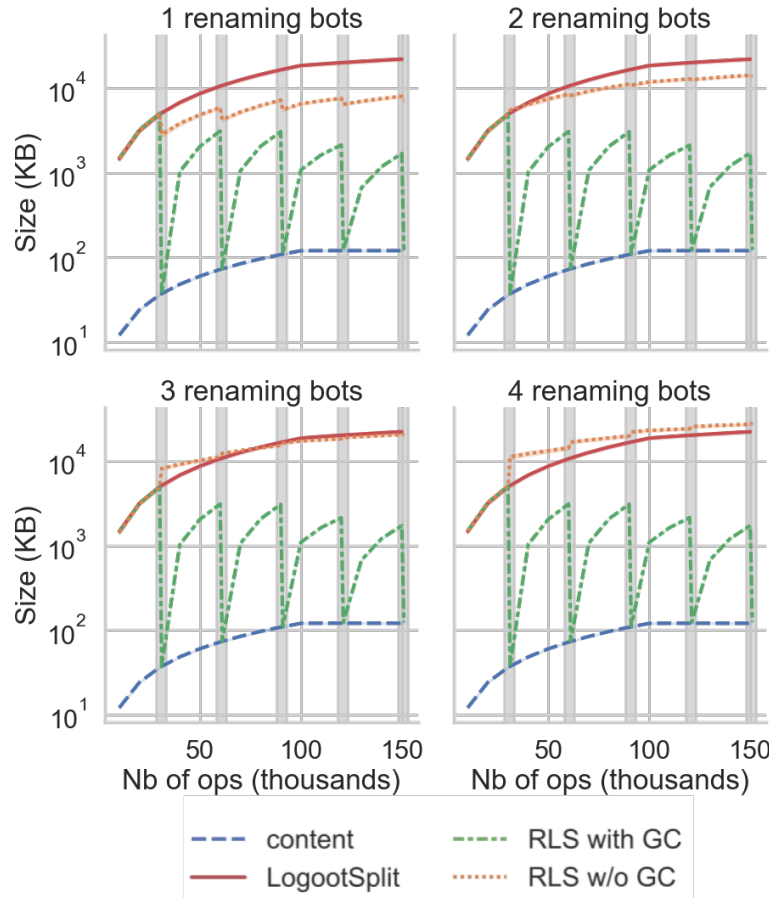 1 renaming bots 2 renaming bots
10^4
10^3
10^2
10^1
Size (KB)
3 renaming bots 4 renaming bots
10^4
10^3
10^2
10^1
Size (KB)
50 100 150 50 100 150
Nb of ops (thousands) Nb of ops (thousands)
content RLS with GC
LogootSplit RLS w/o GC